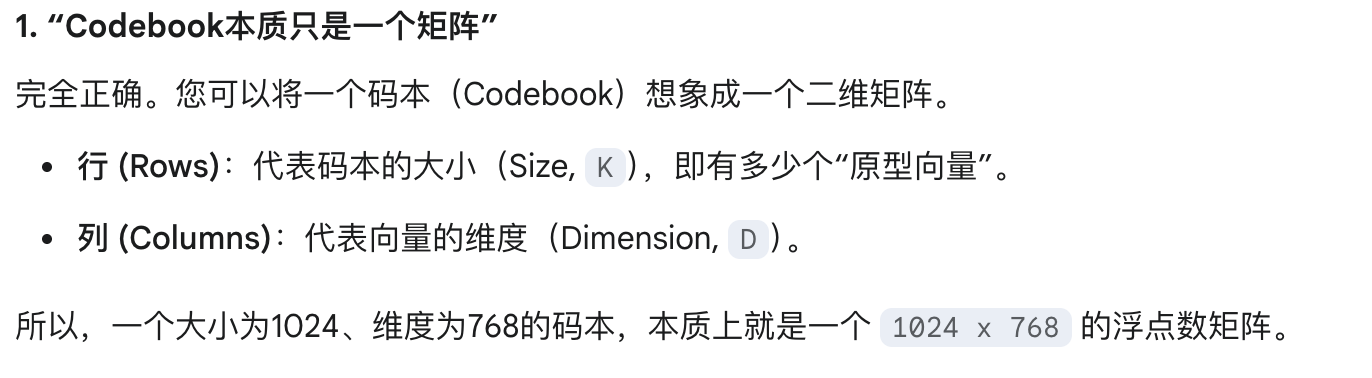 1. “Codebook本质只是一个矩阵”
完全正确。您可以将一个码本（Codebook）想象成一个二维矩阵。
• 行 (Rows)：代表码本的大小（Size, K），即有多少个“原型向量”。
• 列 (Columns)：代表向量的维度（Dimension, D）。
所以，一个大小为1024、维度为768的码本，本质上就是一个 1024 x 768 的浮点数矩阵。